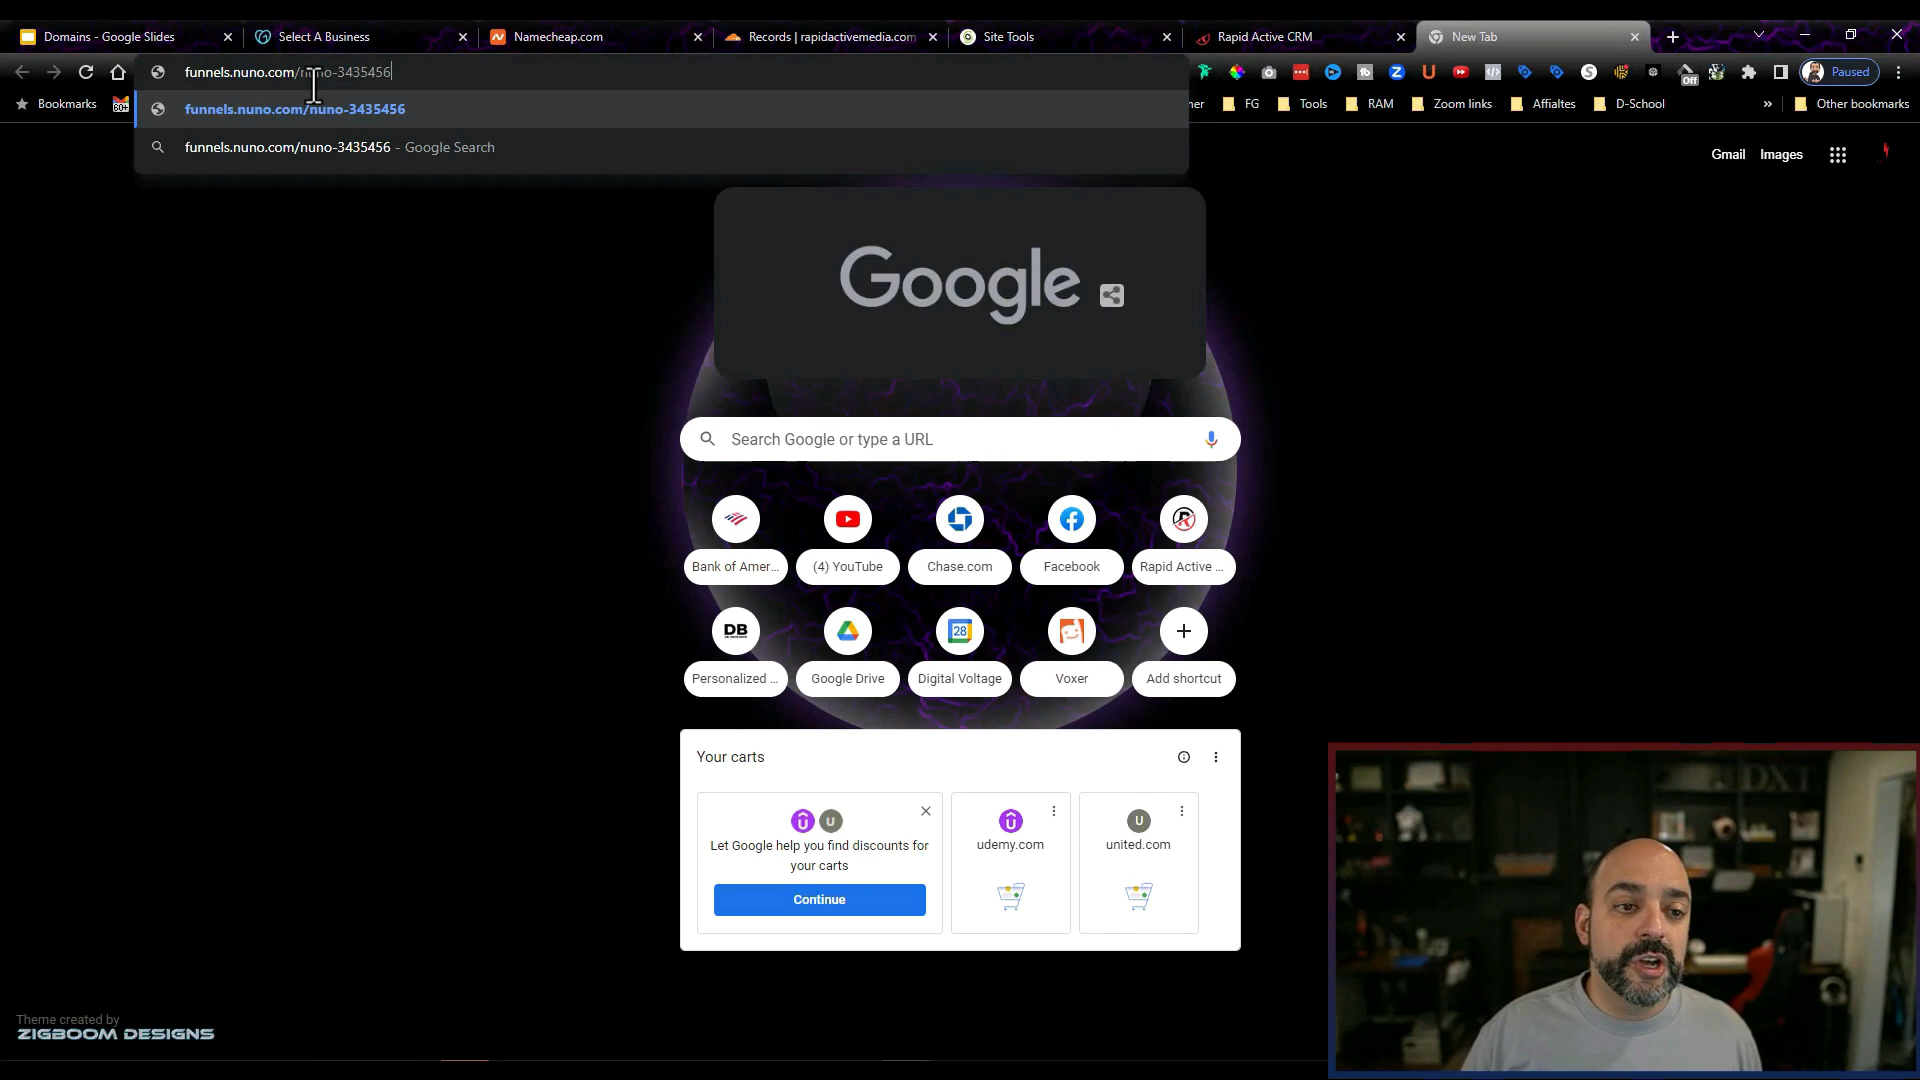 Domains - Google Slides
Select A Business
Namecheap.com
Records | rapidactivemedia.com
Site Tools
Rapid Active CRM
New Tab
funnels.nuno.com/nuno-3435456
Paused
Bookmarks
60+
funnels.nuno.com/nuno-3435456
Off
FG
Tools
RAM
Zoom links
Affialtes
D-School
»
Other bookmarks
funnels.nuno.com/nuno-3435456 - Google Search
Gmail
Images
Google
Search Google or type a URL
Bank of Amer...
(4) YouTube
Chase.com
Facebook
Rapid Active ...
DB
28
Personalized ...
Google Drive
Digital Voltage
Voxer
Add shortcut
Your carts
U
Let Google help you find discounts for
your carts
Continue
udemy.com
U
united.com
DXT
Theme created by
ZIGBOOM DESIGNS